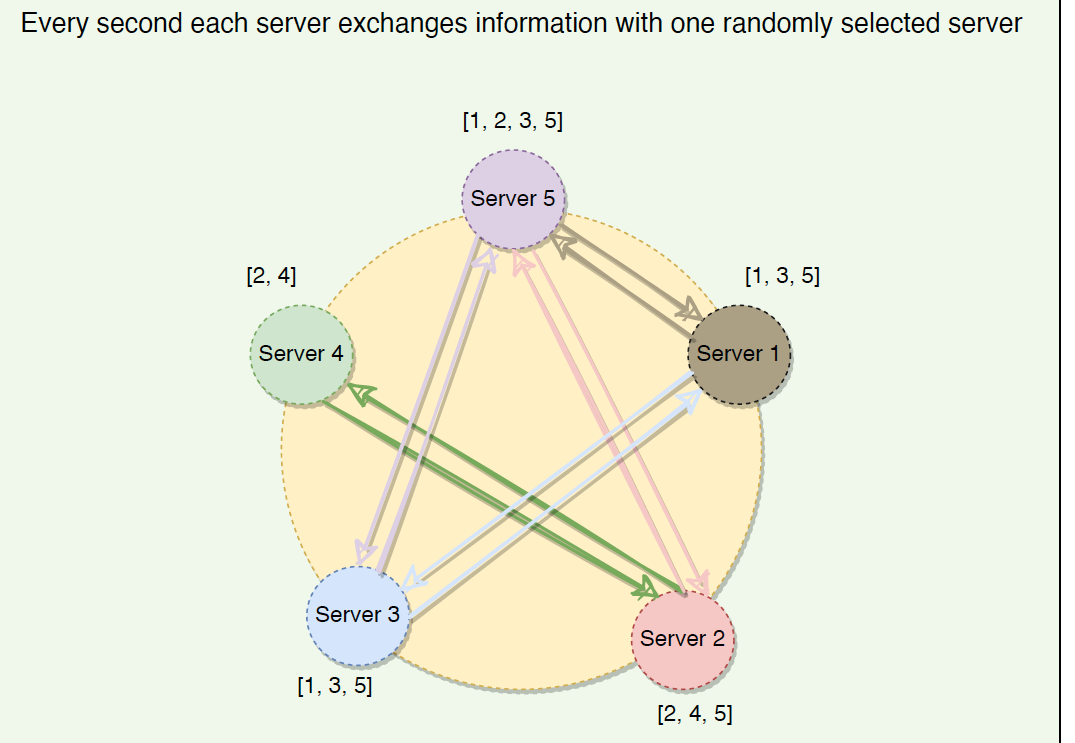 Every second each server exchanges information with one randomly selected server
[1, 2, 3, 5]
Server 5
[2, 4]
[1, 3, 5]
Server 4
Server 1
Server 3
Server 2
[1, 3, 5]
[2, 4, 5]